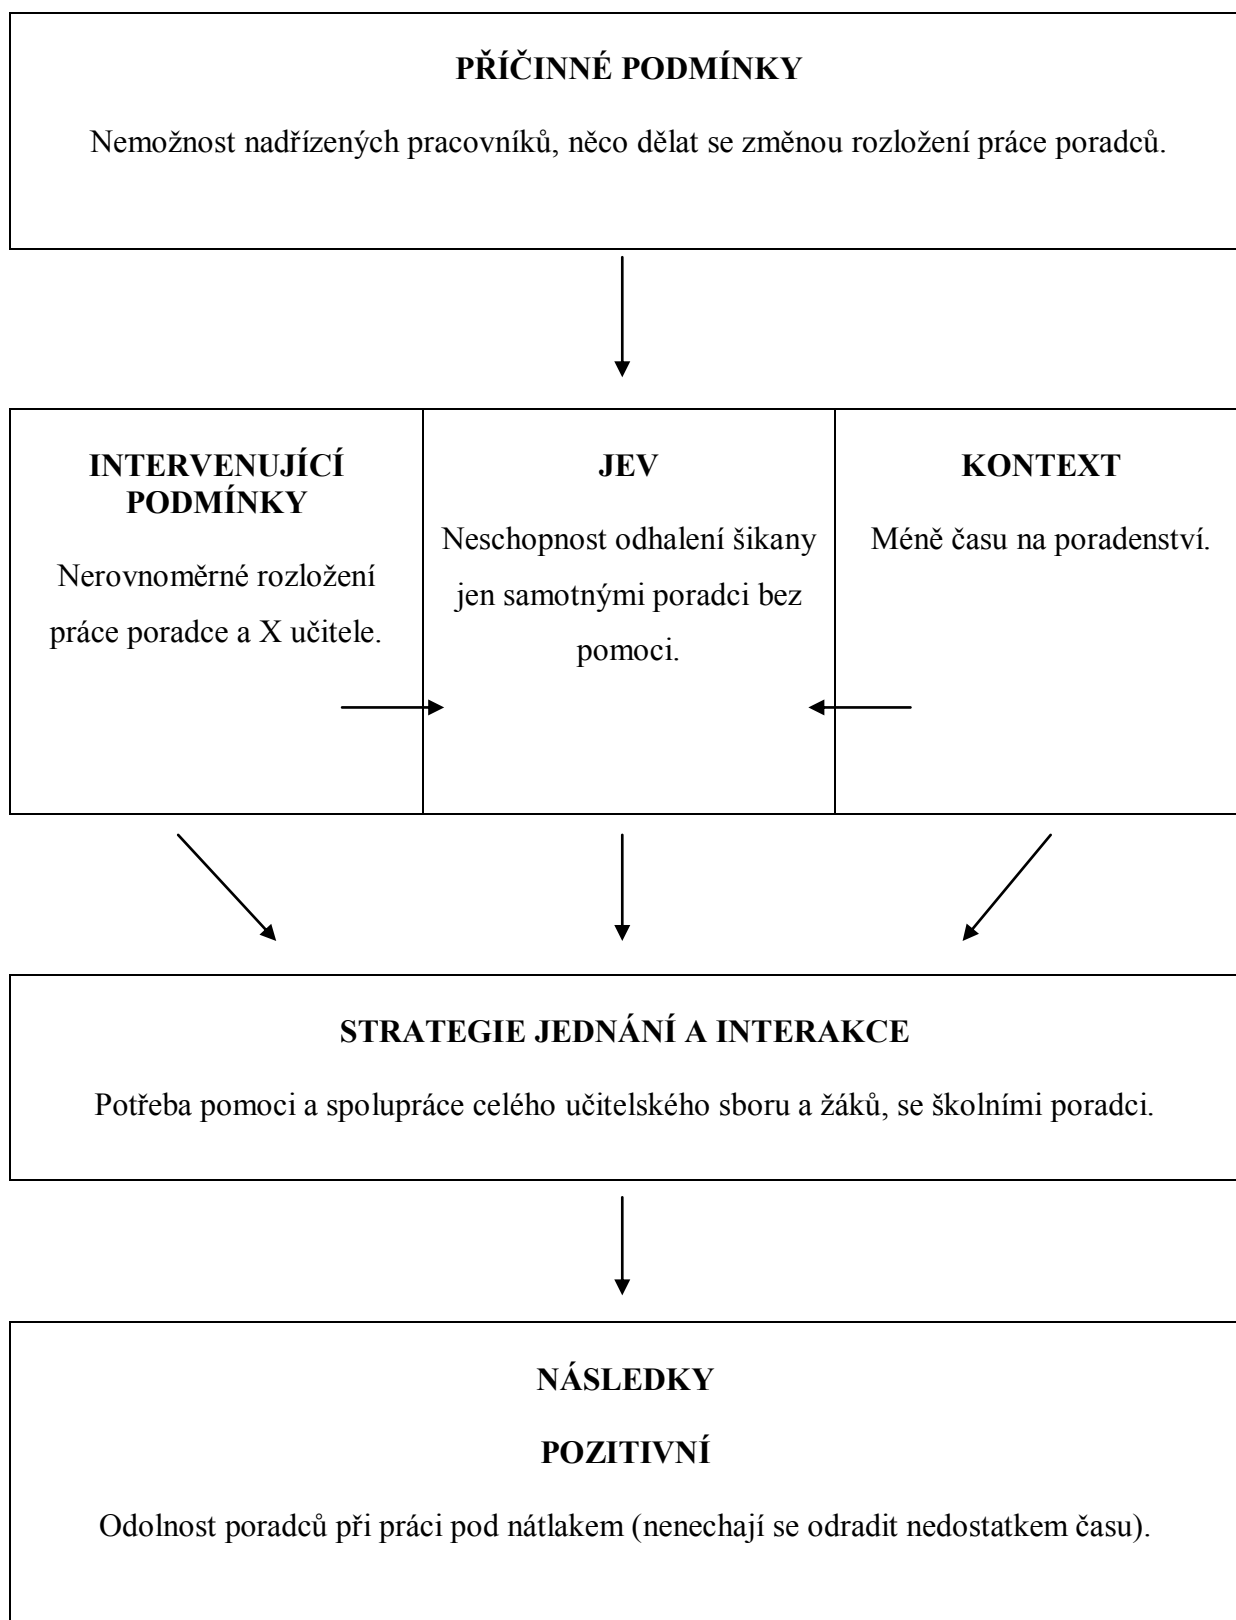 PŘÍČINNÉ PODMÍNKY
Nemožnost nadřízených pracovníků, něco dělat se změnou rozložení práce poradců.
INTERVENUJÍCÍ
PODMÍNKY
Nerovnoměrné rozložení
práce poradce a X učitele.
JEV
Neschopnost odhalení šikany
jen samotnými poradci bez
pomoci.
KONTEXT
Méně času na poradenství.
STRATEGIE JEDNÁNÍ A INTERAKCE
Potřeba pomoci a spolupráce celého učitelského sboru a žáků, se školními poradci.
NÁSLEDKY
POZITIVNÍ
Odolnost poradců při práci pod nátlakem (nenechají se odradit nedostatkem času).